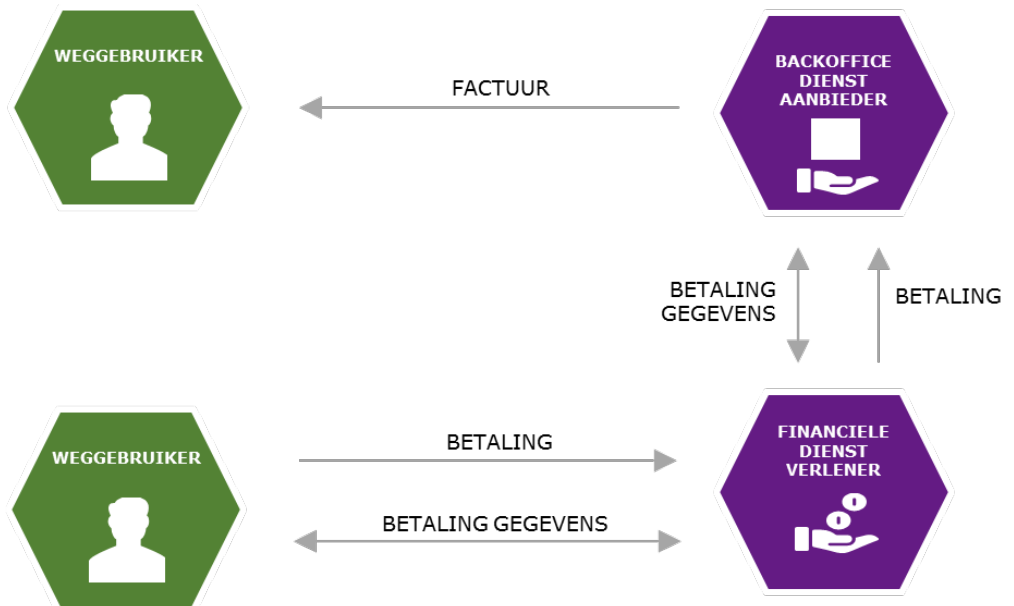 WEGGEBRUIKER
FACTUUR
BACKOFFICE
DIENST
AANBIEDER
BETALING
GEGEVENS
BETALING
WEGGEBRUIKER
BETALING
BETALING GEGEVENS
FINANCIELE
DIENST
VERLENER